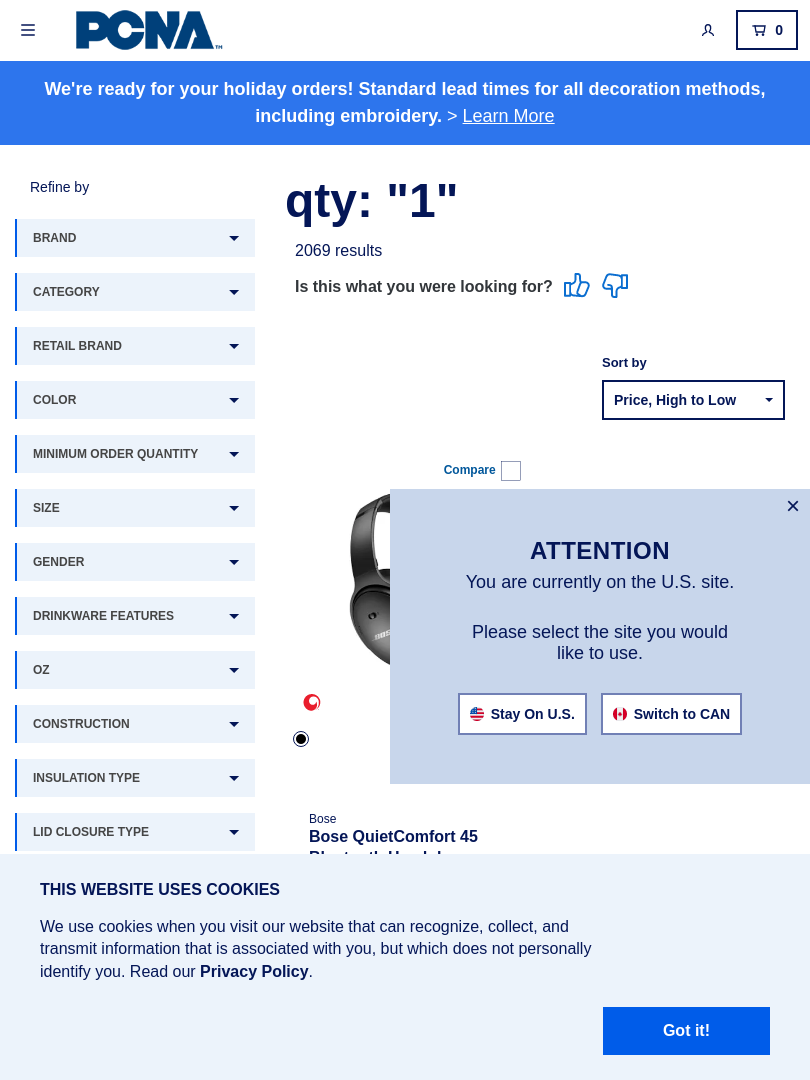 PCNA™
0
We're ready for your holiday orders! Standard lead times for all decoration methods,
including embroidery. > Learn More
Refine by
qty: "1"
BRAND
2069 results
CATEGORY
Is this what you were looking for?
RETAIL BRAND
Sort by
COLOR
Price, High to Low
MINIMUM ORDER QUANTITY
Compare
SIZE
GENDER
DRINKWARE FEATURES
OZ
CONSTRUCTION
INSULATION TYPE
LID CLOSURE TYPE
ATTENTION
You are currently on the U.S. site.
Please select the site you would
like to use.
Stay On U.S.
Switch to CAN
Bose
Bose QuietComfort 45
THIS WEBSITE USES COOKIES
We use cookies when you visit our website that can recognize, collect, and
transmit information that is associated with you, but which does not personally
identify you. Read our Privacy Policy.
Got it!